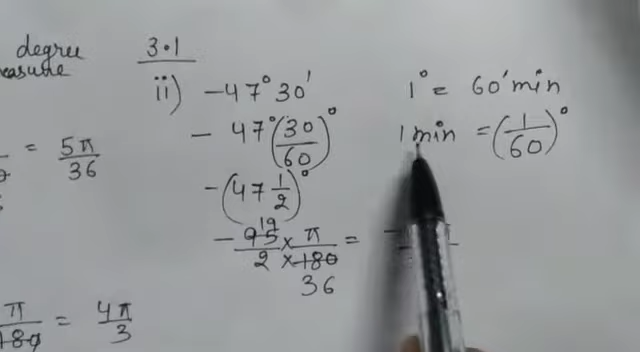 degree
3.1
ii) -47° 30'
1° = 60' min
= 5π/36
- 47° (30/60)°
1 min = (1/60)°
-(47 1/2)°
- 95/2 × π/180 =
19
36
π/180 = 4π/3